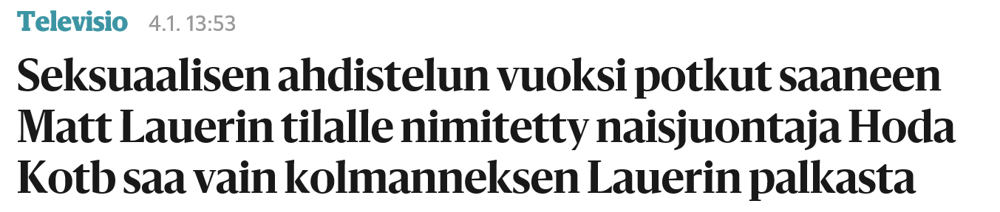 Televisio 4.1. 13:53
Seksuaalisen ahdistelun vuoksi potkut saaneen
Matt Lauerin tilalle nimitetty naisjuontaja Hoda
Kotb saa vain kolmanneksen Lauerin palkasta